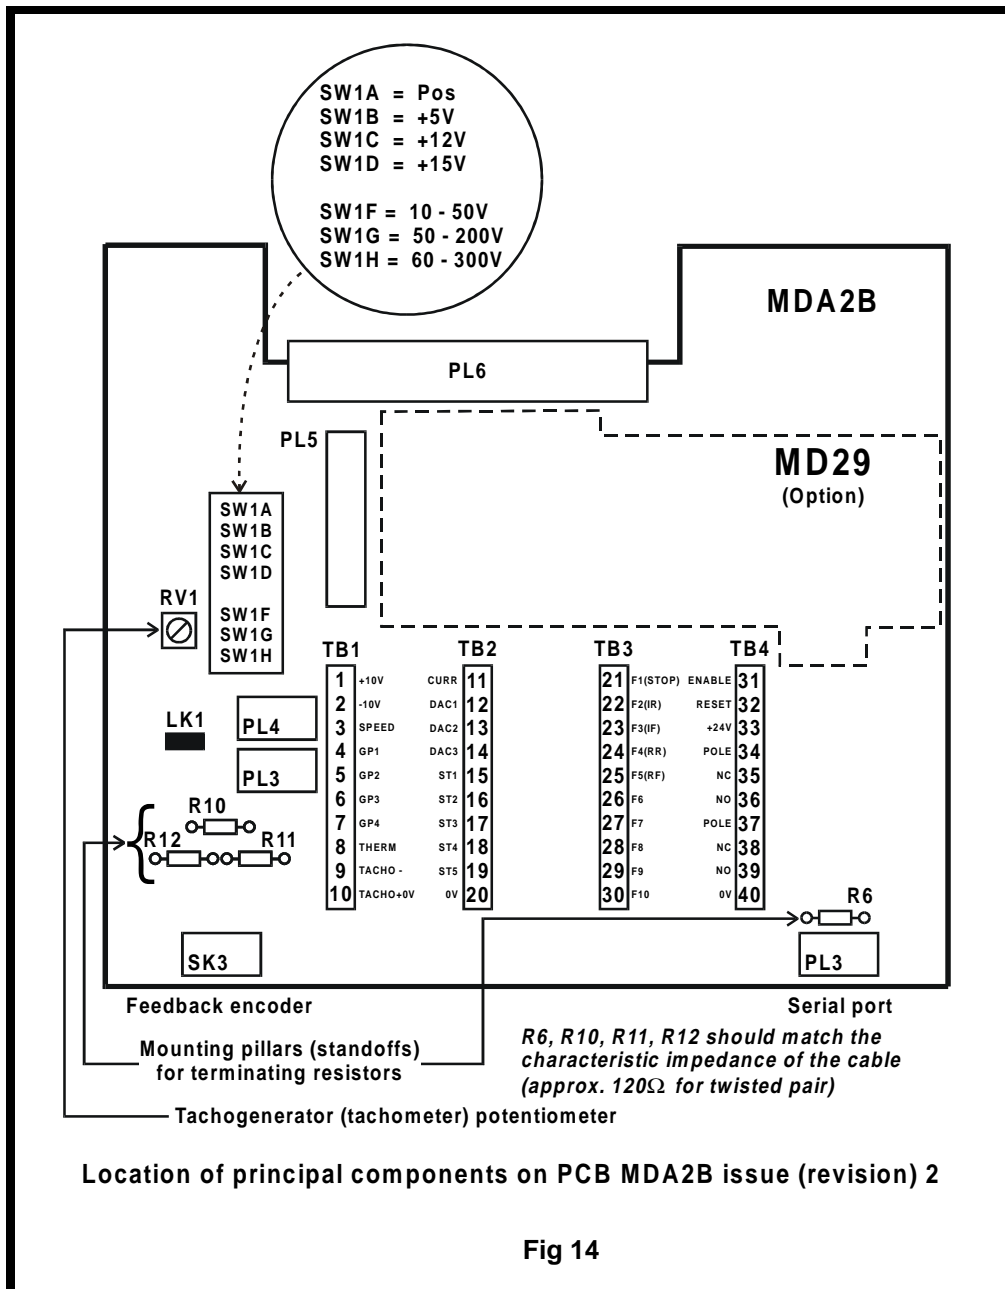 SW1A = Pos
SW1B = +5V
SW1C = +12V
SW1D = +15V
SW1F = 10 - 50V
SW1G = 50 - 200V
SW1H = 60 - 300V
MDA2B
PL6
PL5
MD29
(Option)
SW1A
SW1B
SW1C
SW1D
SW1F
SW1G
SW1H
RV1
LK1
PL4
PL3
R10
R12
R11
SK3
TB1
1 +10V
2 -10V
3 SPEED
4 GP1
5 GP2
6 GP3
7 GP4
8 THERM
9 TACHO -
10 TACHO+0V
TB2
CURR 11
DAC1 12
DAC2 13
DAC3 14
ST1 15
ST2 16
ST3 17
ST4 18
ST5 19
0V 20
TB3
21 F1(STOP)
22 F2(IR)
23 F3(IF)
24 F4(RR)
25 F5(RF)
26 F6
27 F7
28 F8
29 F9
30 F10
TB4
ENABLE 31
RESET 32
+24V 33
POLE 34
NC 35
NO 36
POLE 37
NC 38
NO 39
0V 40
R6
PL3
Feedback encoder
Serial port
Mounting pillars (standoffs)
for terminating resistors
R6, R10, R11, R12 should match the
characteristic impedance of the cable
(approx. 120Ω for twisted pair)
Tachogenerator (tachometer) potentiometer
Location of principal components on PCB MDA2B issue (revision) 2
Fig 14